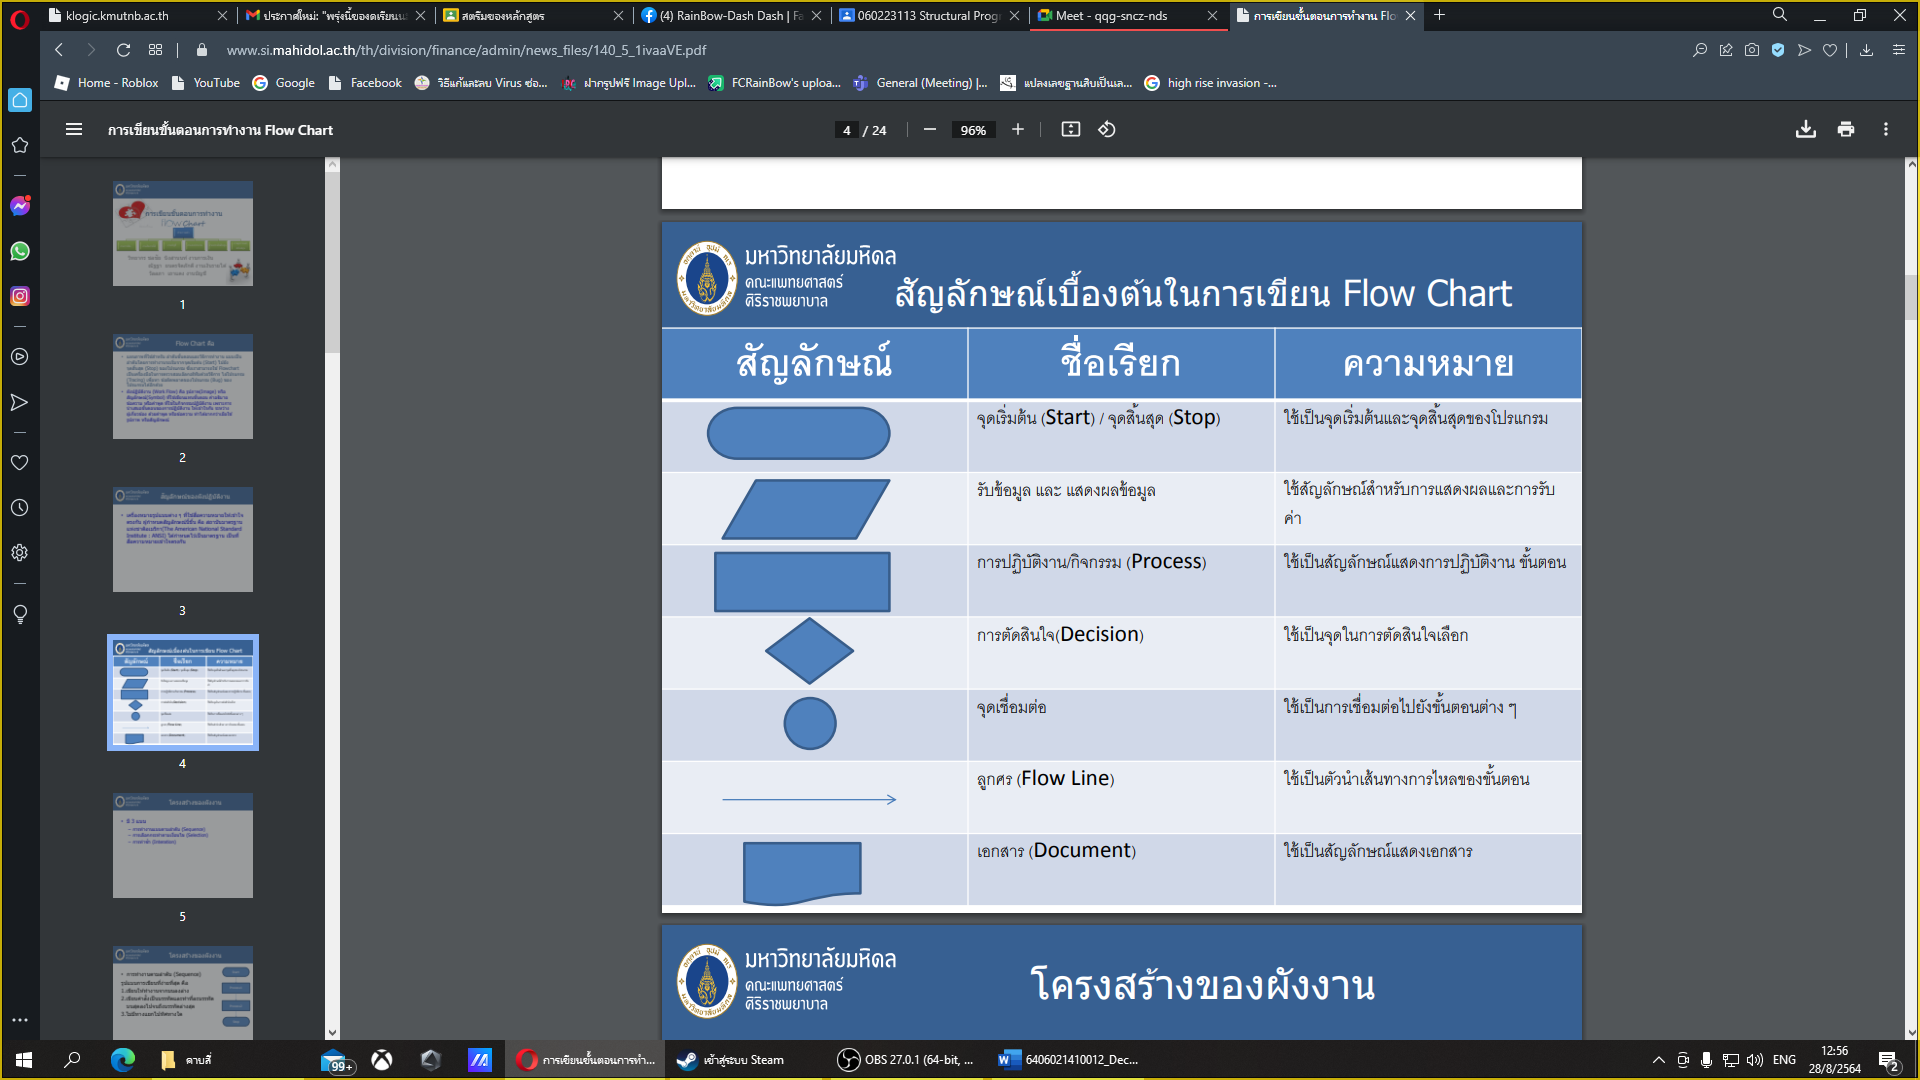 klogic.kmutnb.ac.th
ประกาศใหม่: "พรุ่งนี้ของดเรียนน
สตรีมของหลักสูตร
(4) RainBow-Dash Dash | Fa
060223113 Structural Progr
Meet - qqg-sncz-nds
การเขียนขั้นตอนการทำงาน Flo
www.si.mahidol.ac.th/th/division/finance/admin/news_files/140_5_1ivaaVE.pdf
Home - Roblox
YouTube
Google
Facebook
วิธีแก้และลบ Virus ซ่อ...
ฝากรูปฟรี Image Upl...
FCRainBow's uploa...
General (Meeting) |...
แปลงเลขฐานสิบเป็นเล...
high rise invasion -...
การเขียนขั้นตอนการทำงาน Flow Chart
4 / 24
96%
1
2
3
4
5
มหาวิทยาลัยมหิดล
คณะแพทยศาสตร์
ศิริราชพยาบาล
สัญลักษณ์เบื้องต้นในการเขียน Flow Chart
สัญลักษณ์ ชื่อเรียก ความหมาย
จุดเริ่มต้น (Start) / จุดสิ้นสุด (Stop) ใช้เป็นจุดเริ่มต้นและจุดสิ้นสุดของโปรแกรม
รับข้อมูล และ แสดงผลข้อมูล ใช้สัญลักษณ์สำหรับการแสดงผลและการรับ
ค่า
การปฏิบัติงาน/กิจกรรม (Process) ใช้เป็นสัญลักษณ์แสดงการปฏิบัติงาน ขั้นตอน
การตัดสินใจ(Decision) ใช้เป็นจุดในการตัดสินใจเลือก
จุดเชื่อมต่อ ใช้เป็นการเชื่อมต่อไปยังขั้นตอนต่าง ๆ
ลูกศร (Flow Line) ใช้เป็นตัวนำเส้นทางการไหลของขั้นตอน
เอกสาร (Document) ใช้เป็นสัญลักษณ์แสดงเอกสาร
มหาวิทยาลัยมหิดล
คณะแพทยศาสตร์
ศิริราชพยาบาล
โครงสร้างของผังงาน
คาบสี่
99+
การเขียนขั้นตอนการทำ...
เข้าสู่ระบบ Steam
OBS 27.0.1 (64-bit, ...
6406021410012_Dec...
ENG
12:56
28/8/2564
2